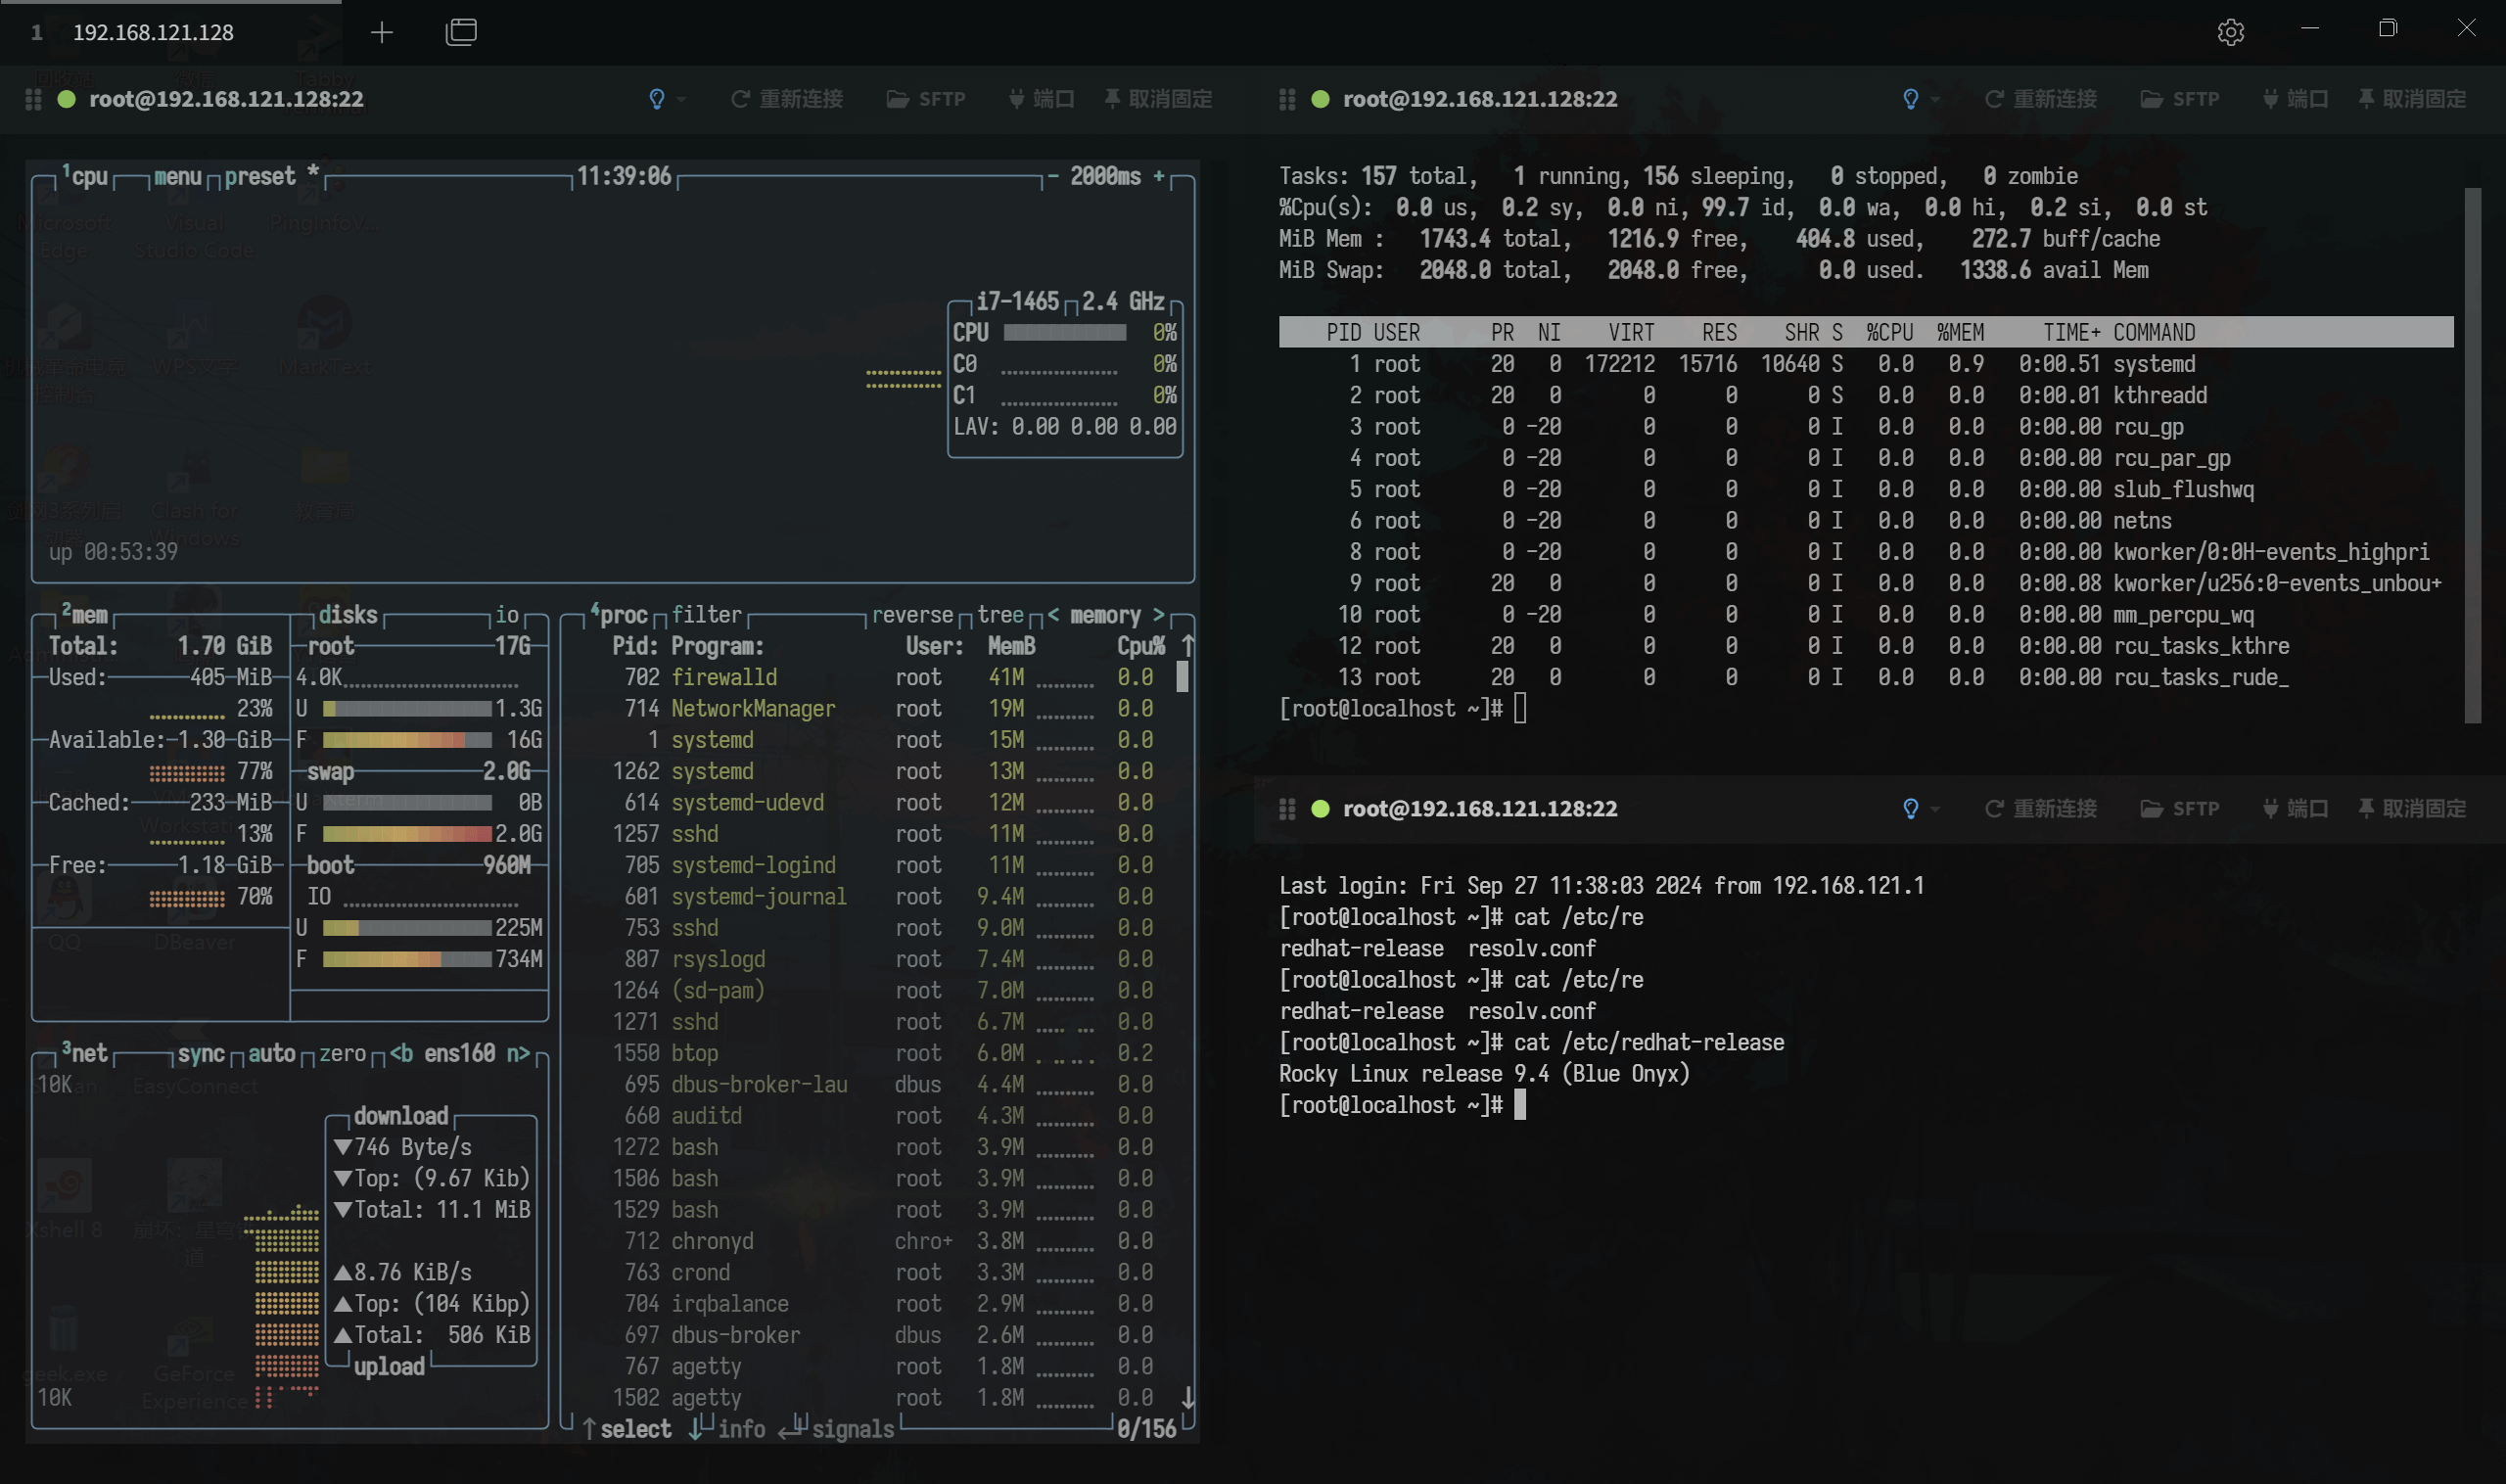 1 192.168.121.128
root@192.168.121.128:22 重新连接 SFTP 端口 取消固定
¹cpu menu preset * 11:39:06 - 2000ms +
i7-1465 2.4 GHz
CPU 0%
C0 0%
C1 0%
LAV: 0.00 0.00 0.00
up 00:53:39
²mem disks io
Total: 1.70 GiB root 17G
Used: 405 MiB 4.0K
23% U 1.3G
Available: 1.30 GiB F 16G
77% swap 2.0G
Cached: 233 MiB U 0B
13% F 2.0G
Free: 1.18 GiB boot 960M
70% IO
U 225M
F 734M
³net sync auto zero <b ens160 n>
10K
download
▼746 Byte/s
▼Top: (9.67 Kib)
▼Total: 11.1 MiB
▲8.76 KiB/s
▲Top: (104 Kibp)
▲Total: 506 KiB
upload
10K
⁴proc filter reverse tree < memory >
Pid: Program: User: MemB Cpu% ↑
702 firewalld root 41M 0.0
714 NetworkManager root 19M 0.0
1 systemd root 15M 0.0
1262 systemd root 13M 0.0
614 systemd-udevd root 12M 0.0
1257 sshd root 11M 0.0
705 systemd-logind root 11M 0.0
601 systemd-journal root 9.4M 0.0
753 sshd root 9.0M 0.0
807 rsyslogd root 7.4M 0.0
1264 (sd-pam) root 7.0M 0.0
1271 sshd root 6.7M 0.0
1550 btop root 6.0M 0.2
695 dbus-broker-lau dbus 4.4M 0.0
660 auditd root 4.3M 0.0
1272 bash root 3.9M 0.0
1506 bash root 3.9M 0.0
1529 bash root 3.9M 0.0
712 chronyd chro+ 3.8M 0.0
763 crond root 3.3M 0.0
704 irqbalance root 2.9M 0.0
697 dbus-broker dbus 2.6M 0.0
767 agetty root 1.8M 0.0
1502 agetty root 1.8M 0.0 ↓
↑ select ↓ info ↵ signals 0/156
root@192.168.121.128:22 重新连接 SFTP 端口 取消固定
Tasks: 157 total, 1 running, 156 sleeping, 0 stopped, 0 zombie
%Cpu(s): 0.0 us, 0.2 sy, 0.0 ni, 99.7 id, 0.0 wa, 0.0 hi, 0.2 si, 0.0 st
MiB Mem : 1743.4 total, 1216.9 free, 404.8 used, 272.7 buff/cache
MiB Swap: 2048.0 total, 2048.0 free, 0.0 used. 1338.6 avail Mem
PID USER PR NI VIRT RES SHR S %CPU %MEM TIME+ COMMAND
1 root 20 0 172212 15716 10640 S 0.0 0.9 0:00.51 systemd
2 root 20 0 0 0 0 S 0.0 0.0 0:00.01 kthreadd
3 root 0 -20 0 0 0 I 0.0 0.0 0:00.00 rcu_gp
4 root 0 -20 0 0 0 I 0.0 0.0 0:00.00 rcu_par_gp
5 root 0 -20 0 0 0 I 0.0 0.0 0:00.00 slub_flushwq
6 root 0 -20 0 0 0 I 0.0 0.0 0:00.00 netns
8 root 0 -20 0 0 0 I 0.0 0.0 0:00.00 kworker/0:0H-events_highpri
9 root 20 0 0 0 0 I 0.0 0.0 0:00.08 kworker/u256:0-events_unbou+
10 root 0 -20 0 0 0 I 0.0 0.0 0:00.00 mm_percpu_wq
12 root 20 0 0 0 0 I 0.0 0.0 0:00.00 rcu_tasks_kthre
13 root 20 0 0 0 0 I 0.0 0.0 0:00.00 rcu_tasks_rude_
[root@localhost ~]#
root@192.168.121.128:22 重新连接 SFTP 端口 取消固定
Last login: Fri Sep 27 11:38:03 2024 from 192.168.121.1
[root@localhost ~]# cat /etc/re
redhat-release resolv.conf
[root@localhost ~]# cat /etc/re
redhat-release resolv.conf
[root@localhost ~]# cat /etc/redhat-release
Rocky Linux release 9.4 (Blue Onyx)
[root@localhost ~]#
回收站 微信 Tabby
Microsoft Edge
Visual Studio Code
PingInfoV...
WPS文字
MarkText
Clash for Windows
QQ
DBeaver
EasyConnect
Xshell 8
geek.exe
GeForce Experience